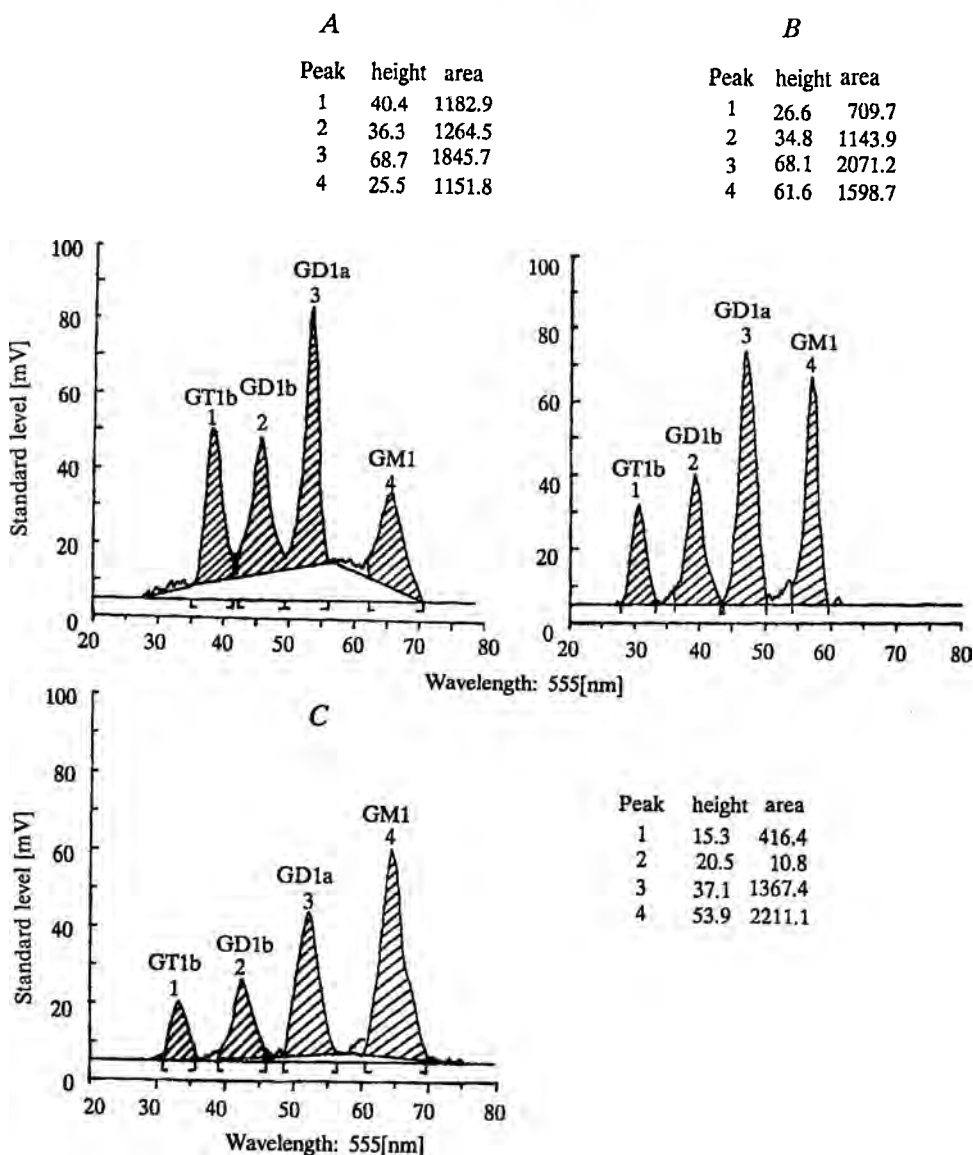 A
Peak height area
1 40.4 1182.9
2 36.3 1264.5
3 68.7 1845.7
4 25.5 1151.8
B
Peak height area
1 26.6 709.7
2 34.8 1143.9
3 68.1 2071.2
4 61.6 1598.7
Standard level [mV]
100
80
60
40
20
0
20 30 40 50 60 70 80
GT1b
1
GD1b
2
GD1a
3
GM1
4
100
80
60
40
20
0
20 30 40 50 60 70 80
GT1b
1
GD1b
2
GD1a
3
GM1
4
Wavelength: 555[nm]
C
Standard level [mV]
100
80
60
40
20
0
20 30 40 50 60 70 80
GT1b
1
GD1b
2
GD1a
3
GM1
4
Wavelength: 555[nm]
Peak height area
1 15.3 416.4
2 20.5 10.8
3 37.1 1367.4
4 53.9 2211.1